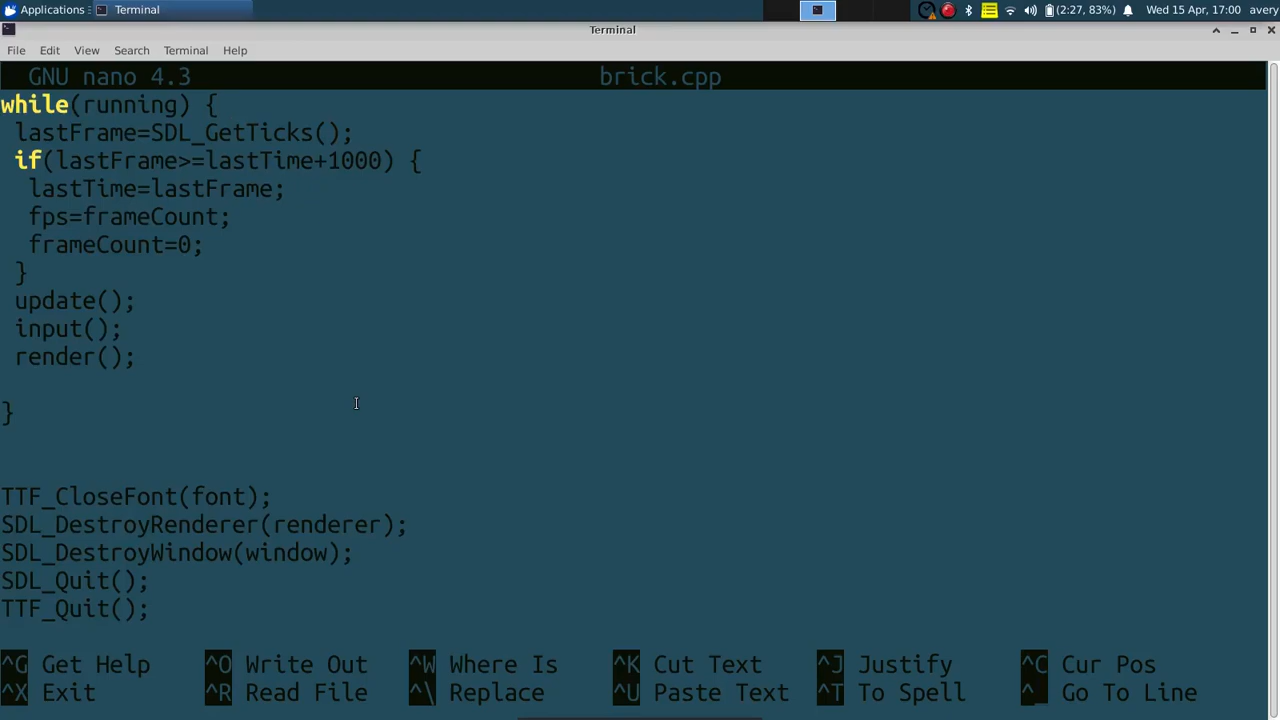 Applications Terminal (2:27, 83%) Wed 15 Apr, 17:00 avery
Terminal
File Edit View Search Terminal Help
GNU nano 4.3 brick.cpp
while(running) {
lastFrame=SDL_GetTicks();
if(lastFrame>=lastTime+1000) {
lastTime=lastFrame;
fps=frameCount;
frameCount=0;
}
update();
input();
render();
}
TTF_CloseFont(font);
SDL_DestroyRenderer(renderer);
SDL_DestroyWindow(window);
SDL_Quit();
TTF_Quit();
^G Get Help ^O Write Out ^W Where Is ^K Cut Text ^J Justify ^C Cur Pos
^X Exit ^R Read File ^\ Replace ^U Paste Text ^T To Spell ^_ Go To Line